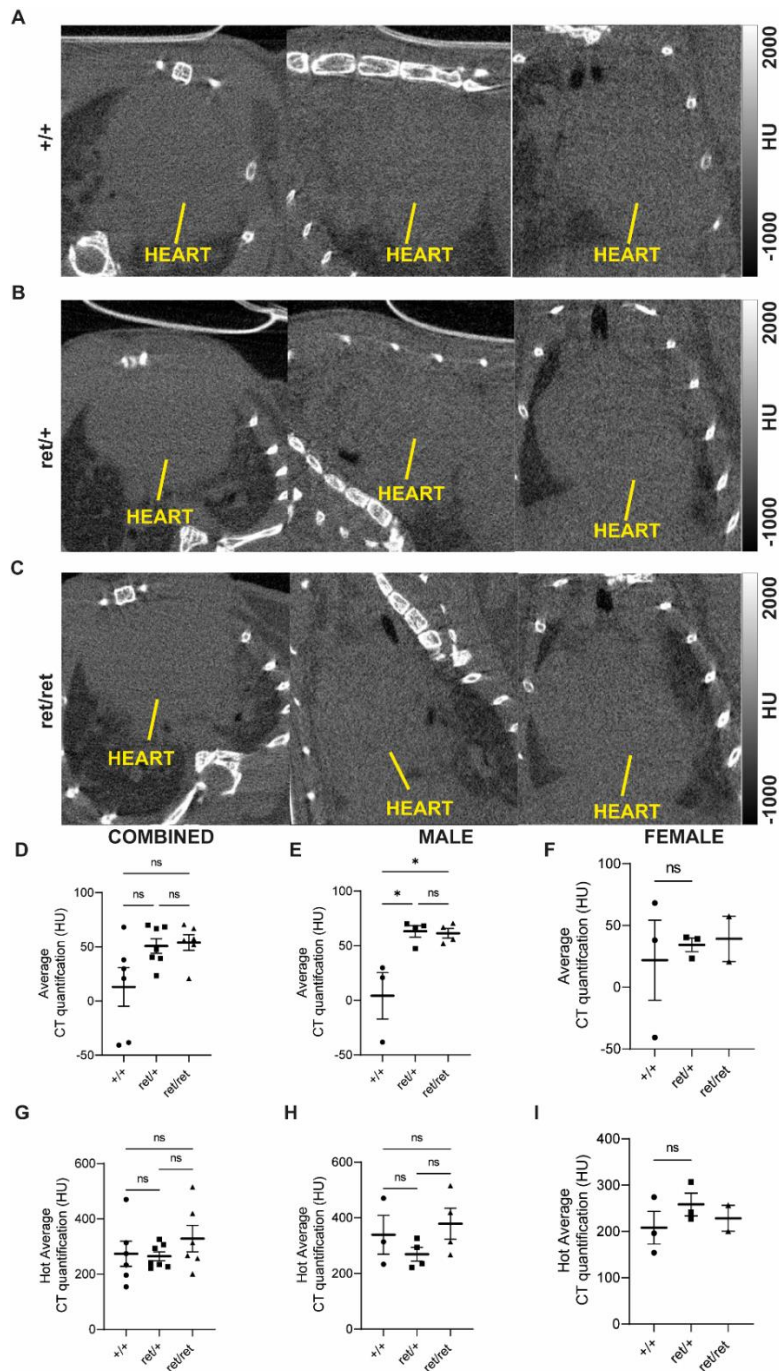 A
+/+
HEART
HEART
HEART
2000
HU
-1000
B
ret/+
HEART
HEART
HEART
2000
HU
-1000
C
ret/ret
HEART
HEART
HEART
2000
HU
-1000
COMBINED
MALE
FEMALE
D
ns
ns
ns
Average
CT quantifcation (HU)
100
50
0
-50
+/+
ret/+
ret/ret
E
*
*
ns
Average
CT quantification (HU)
100
50
0
-50
+/+
ret/+
ret/ret
F
ns
Average
CT quantification (HU)
100
50
0
-50
+/+
ret/+
ret/ret
G
ns
ns
ns
Hot Average
CT quantification (HU)
600
400
200
0
+/+
ret/+
ret/ret
H
ns
ns
ns
Hot Average
CT quantification (HU)
600
400
200
0
+/+
ret/+
ret/ret
I
ns
Hot Average
CT quantification (HU)
400
300
200
100
0
+/+
ret/+
ret/ret